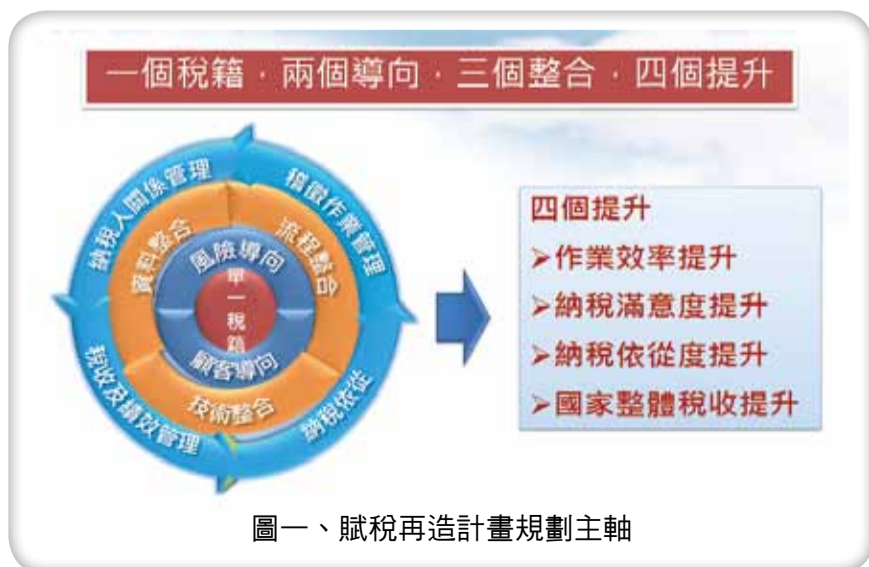 一個稅籍．兩個導向．三個整合．四個提升
納稅人關係管理
稽徵作業管理
資料整合
流程整合
風險導向
單一稅籍
顧客導向
技術整合
稅收及績效管理
納稅依從
四個提升
➢作業效率提升
➢納稅滿意度提升
➢納稅依從度提升
➢國家整體稅收提升
圖一、賦稅再造計畫規劃主軸